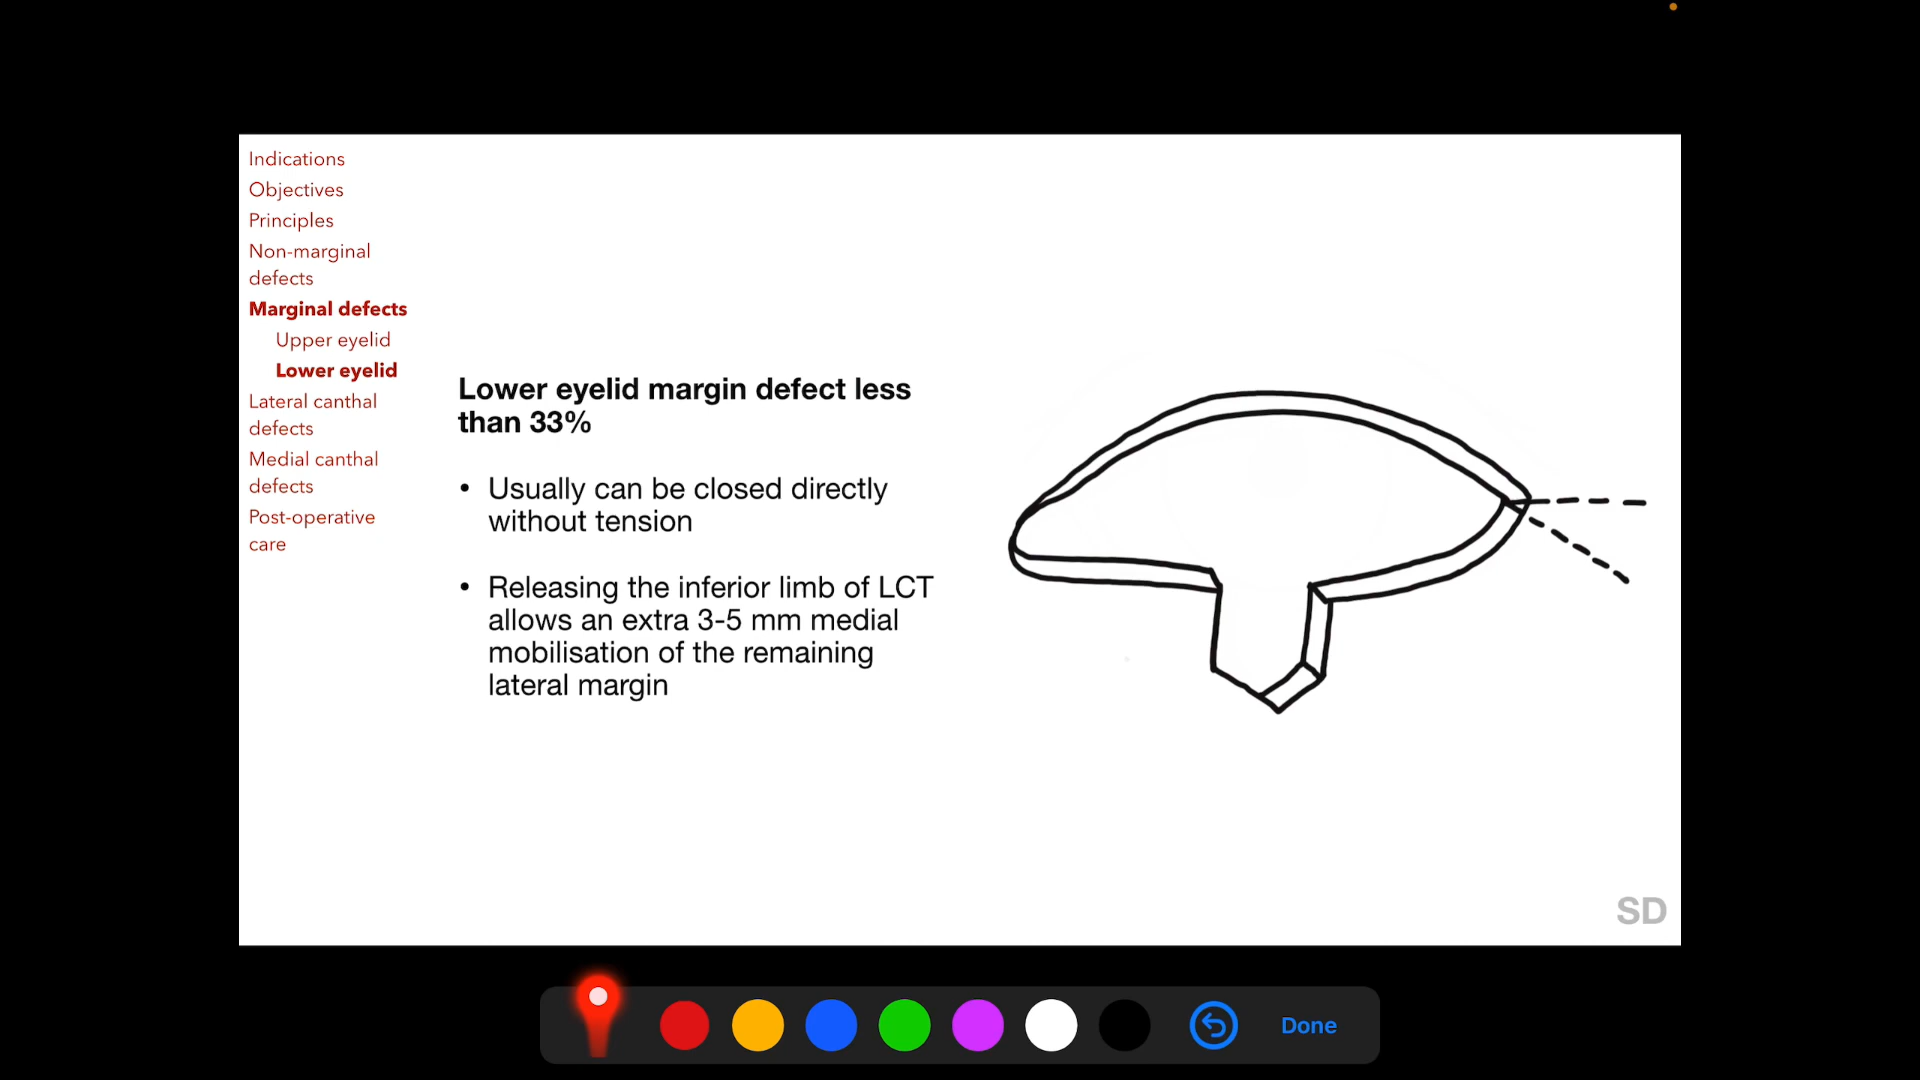 Indications
Objectives
Principles
Non-marginal
defects
Marginal defects
Upper eyelid
Lower eyelid
Lateral canthal
defects
Medial canthal
defects
Post-operative
care
Lower eyelid margin defect less
than 33%
• Usually can be closed directly
without tension
• Releasing the inferior limb of LCT
allows an extra 3-5 mm medial
mobilisation of the remaining
lateral margin
SD
Done